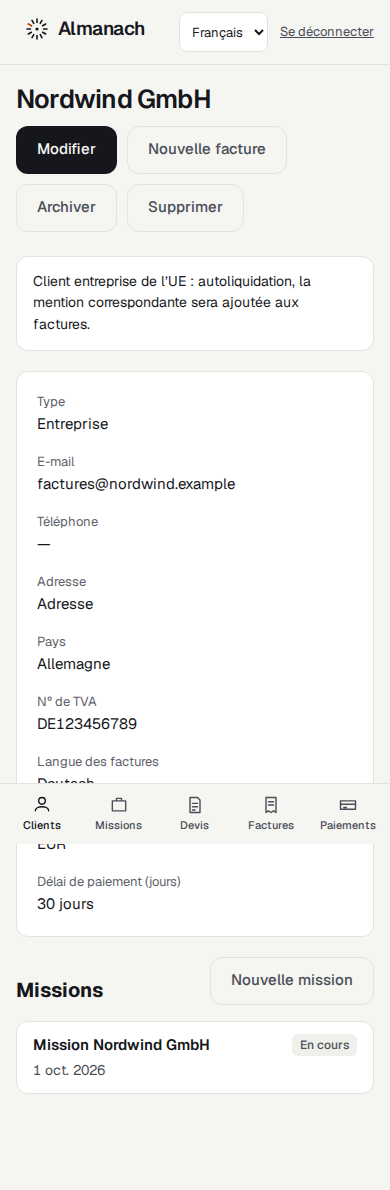 Almanach
Français
Se déconnecter
Nordwind GmbH
Modifier
Nouvelle facture
Archiver
Supprimer
Client entreprise de l'UE : autoliquidation, la
mention correspondante sera ajoutée aux
factures.
Type
Entreprise
E-mail
factures@nordwind.example
Téléphone
—
Adresse
Adresse
Pays
Allemagne
N° de TVA
DE123456789
Langue des factures
Deutsch
Clients
Missions
Devis
Factures
Paiements
EUR
Délai de paiement (jours)
30 jours
Missions
Nouvelle mission
Mission Nordwind GmbH
En cours
1 oct. 2026